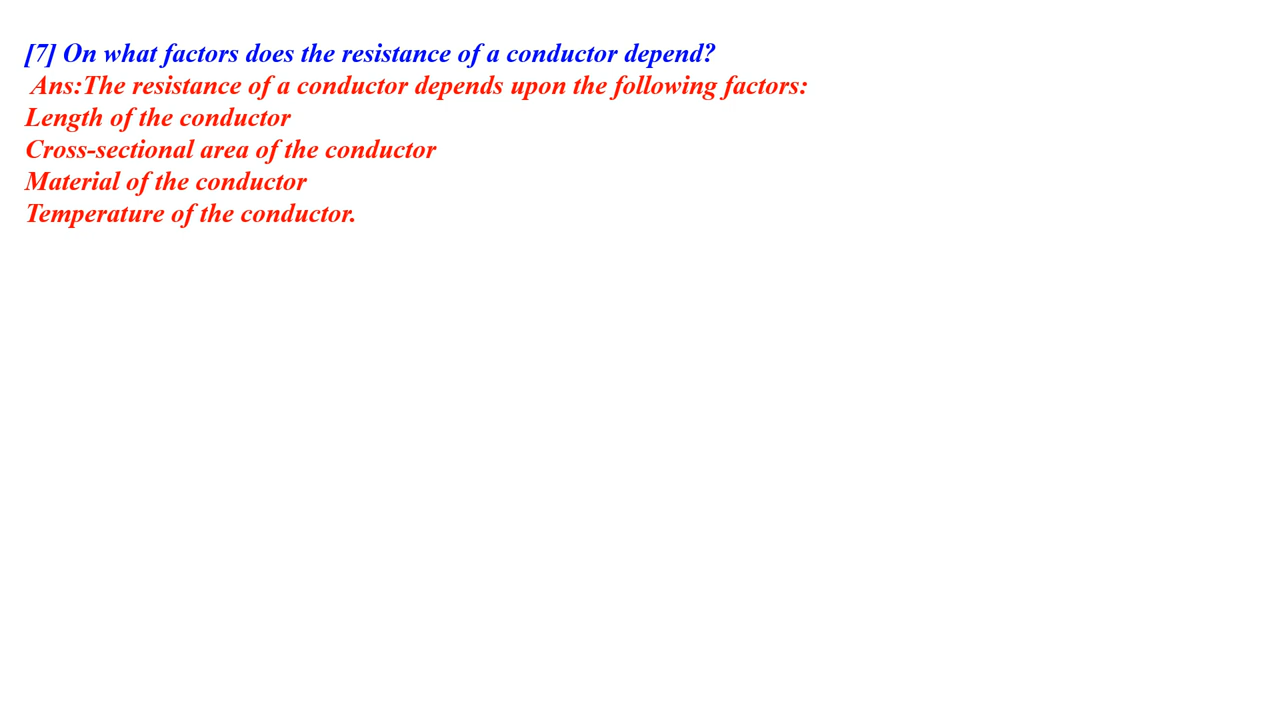 [7] On what factors does the resistance of a conductor depend?
Ans:The resistance of a conductor depends upon the following factors:
Length of the conductor
Cross-sectional area of the conductor
Material of the conductor
Temperature of the conductor.